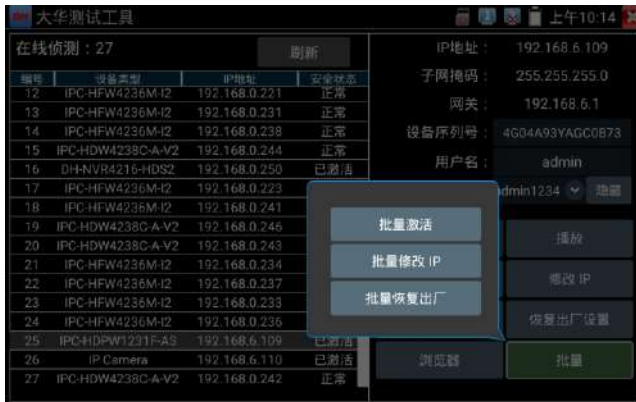 大华测试工具
上午10:14
在线侦测：27
刷新
编号 设备类型 IP地址 安全状态
12 IPC-HFW4236M-I2 192.168.0.221 正常
13 IPC-HFW4236M-I2 192.168.0.231 正常
14 IPC-HFW4236M-I2 192.168.0.238 正常
15 IPC-HDW4238C-A-V2 192.168.0.244 正常
16 DH-NVR4216-HDS2 192.168.0.250 已激活
17 IPC-HFW4236M-I2 192.168.0.223
18 IPC-HFW4236M-I2 192.168.0.241
19 IPC-HDW4238C-A-V2 192.168.0.246
20 IPC-HDW4238C-A-V2 192.168.0.243
21 IPC-HFW4236M-I2 192.168.0.234
22 IPC-HFW4236M-I2 192.168.0.237
23 IPC-HFW4236M-I2 192.168.0.233
24 IPC-HFW4236M-I2 192.168.0.236
25 IPC-HDPW1231F-AS 192.168.6.109 已激活
26 IP Camera 192.168.6.110 已激活
27 IPC-HDW4238C-A-V2 192.168.0.242 正常
IP地址： 192.168.6.109
子网掩码： 255.255.255.0
网关： 192.168.6.1
设备序列号： 4G04A93YAGC0B73
用户名： admin
dmin1234 隐藏
批量激活
批量修改 IP
批量恢复出厂
播放
修改 IP
恢复出厂设置
浏览器
批量